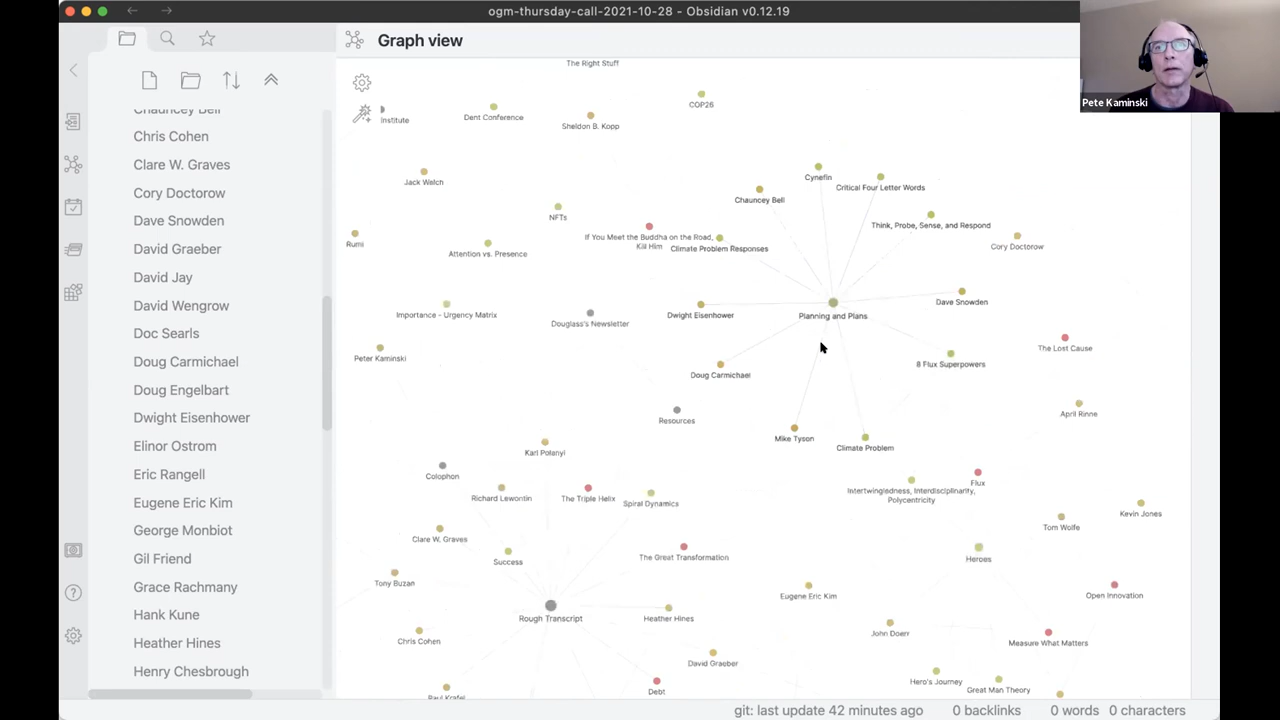 ogm-thursday-call-2021-10-28 - Obsidian v0.12.19
Graph view
Pete Kaminski
Chauncey Bell
Chris Cohen
Clare W. Graves
Cory Doctorow
Dave Snowden
David Graeber
David Jay
David Wengrow
Doc Searls
Doug Carmichael
Doug Engelbart
Dwight Eisenhower
Elinor Ostrom
Eric Rangell
Eugene Eric Kim
George Monbiot
Gil Friend
Grace Rachmany
Hank Kune
Heather Hines
Henry Chesbrough
The Right Stuff
COP26
Dent Conference
Institute
Sheldon B. Kopp
Jack Welch
Cynefin
Critical Four Letter Words
Chauncey Bell
NFTs
Think, Probe, Sense, and Respond
If You Meet the Buddha on the Road,
Kill Him
Climate Problem Responses
Rumi
Attention vs. Presence
Cory Doctorow
Dave Snowden
Importance - Urgency Matrix
Dwight Eisenhower
Planning and Plans
Douglass's Newsletter
Peter Kaminski
The Lost Cause
8 Flux Superpowers
Doug Carmichael
April Rinne
Resources
Mike Tyson
Climate Problem
Karl Polanyi
Colophon
Flux
Intertwingledness, Interdisciplinarity,
Polycentricity
Richard Lewontin
The Triple Helix
Spiral Dynamics
Kevin Jones
Tom Wolfe
Clare W. Graves
Success
The Great Transformation
Heroes
Tony Buzan
Eugene Eric Kim
Open Innovation
Rough Transcript
Heather Hines
John Doerr
Chris Cohen
Measure What Matters
David Graeber
Hero's Journey
Great Man Theory
Debt
Paul Krafel
git: last update 42 minutes ago
0 backlinks
0 words
0 characters